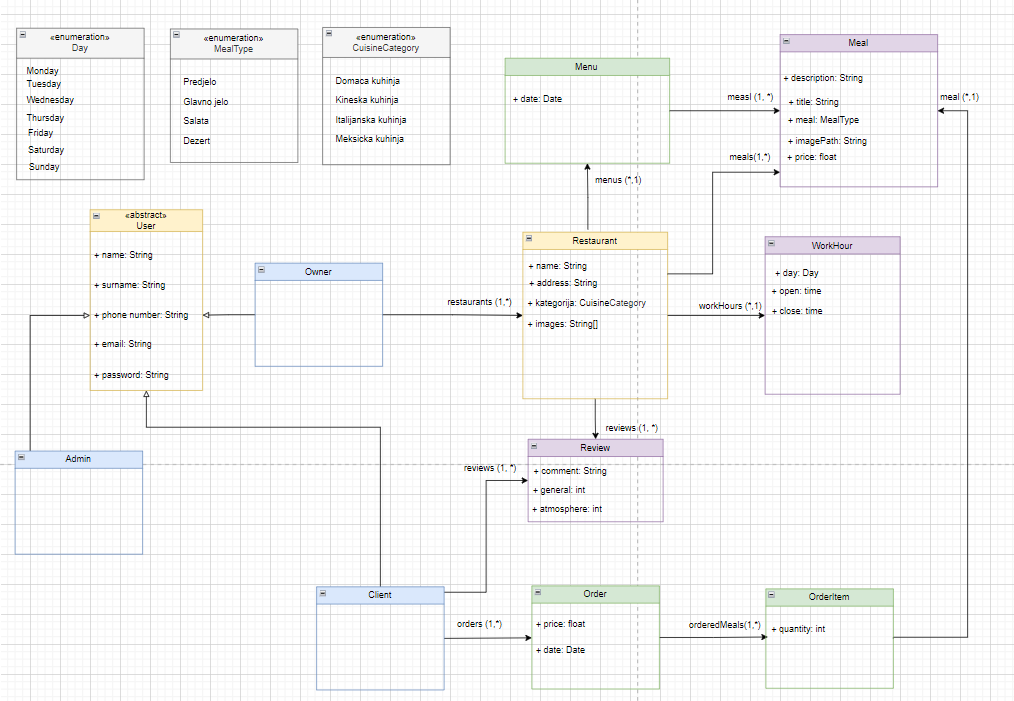 «enumeration»
Day
Monday
Tuesday
Wednesday
Thursday
Friday
Saturday
Sunday
«enumeration»
MealType
Predjelo
Glavno jelo
Salata
Dezert
«enumeration»
CuisineCategory
Domaca kuhinja
Kineska kuhinja
Italijanska kuhinja
Meksicka kuhinja
Menu
+ date: Date
measl (1, *)
Meal
+ description: String
+ title: String
+ meal: MealType
+ imagePath: String
+ price: float
meal (*,1)
meals(1,*)
menus (*,1)
«abstract»
User
+ name: String
+ surname: String
+ phone number: String
+ email: String
+ password: String
Owner
restaurants (1,*)
Restaurant
+ name: String
+ address: String
+ kategorija: CuisineCategory
+ images: String[]
workHours (*,1)
WorkHour
+ day: Day
+ open: time
+ close: time
reviews (1, *)
Admin
reviews (1, *)
Review
+ comment: String
+ general: int
+ atmosphere: int
Client
orders (1,*)
Order
+ price: float
+ date: Date
orderedMeals(1,*)
OrderItem
+ quantity: int